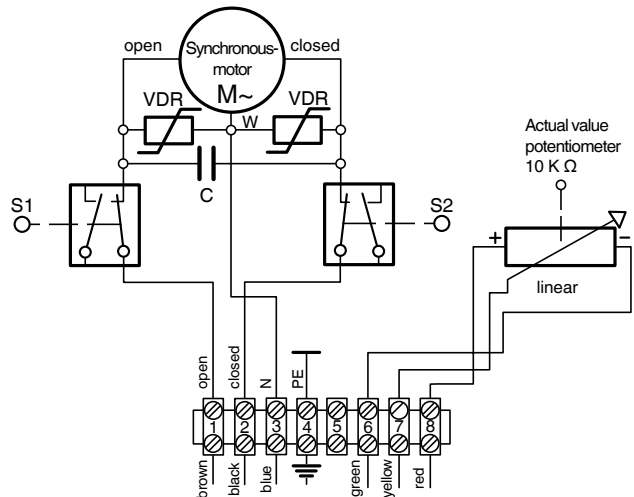 open
closed
Synchronous-
motor
M~
VDR
VDR
W
C
S1
S2
Actual value
potentiometer
10 K Ω
+
−
linear
open
closed
N
PE
1
2
3
4
5
6
7
8
brown
black
blue
green
yellow
red